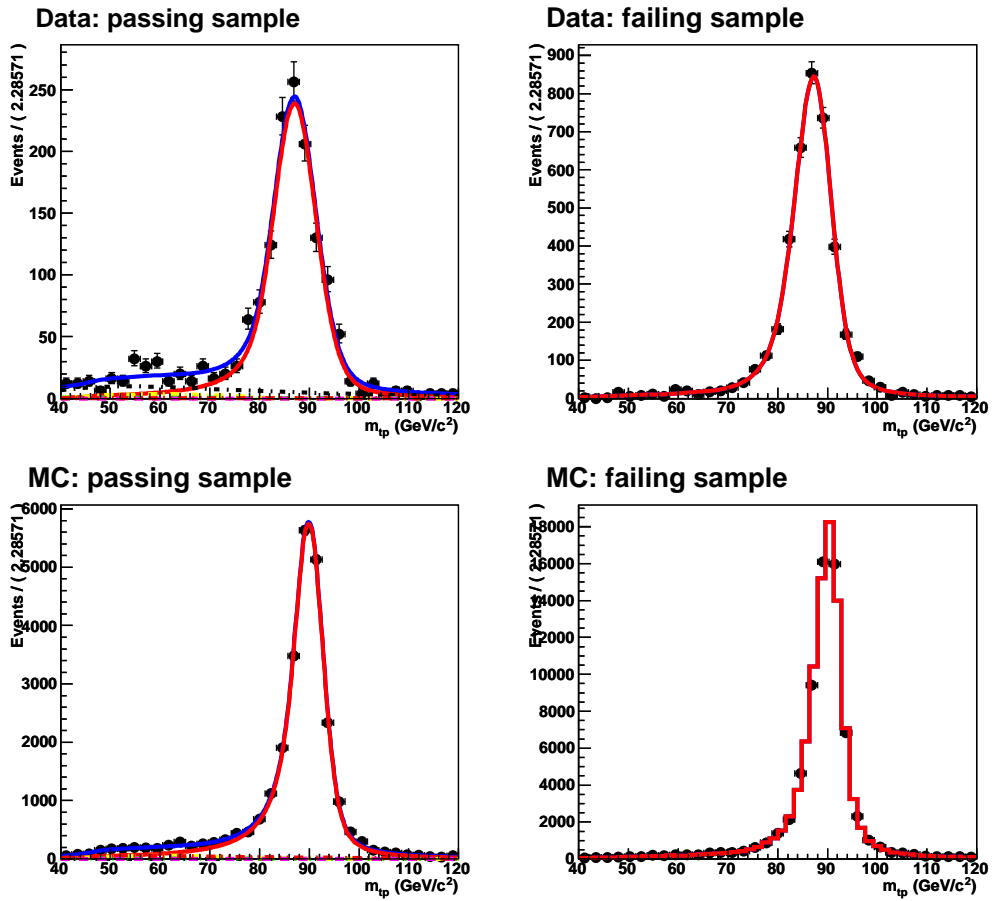 Data: passing sample
Data: failing sample
Events / ( 2.28571 )
250
200
150
100
50
0
40 50 60 70 80 90 100 110 120
m_tp (GeV/c²)
Events / ( 2.28571 )
900
800
700
600
500
400
300
200
100
0
40 50 60 70 80 90 100 110 120
m_tp (GeV/c²)
MC: passing sample
MC: failing sample
Events / ( 2.28571 )
6000
5000
4000
3000
2000
1000
0
40 50 60 70 80 90 100 110 120
m_tp (GeV/c²)
Events / ( 2.28571 )
18000
16000
14000
12000
10000
8000
6000
4000
2000
0
40 50 60 70 80 90 100 110 120
m_tp (GeV/c²)